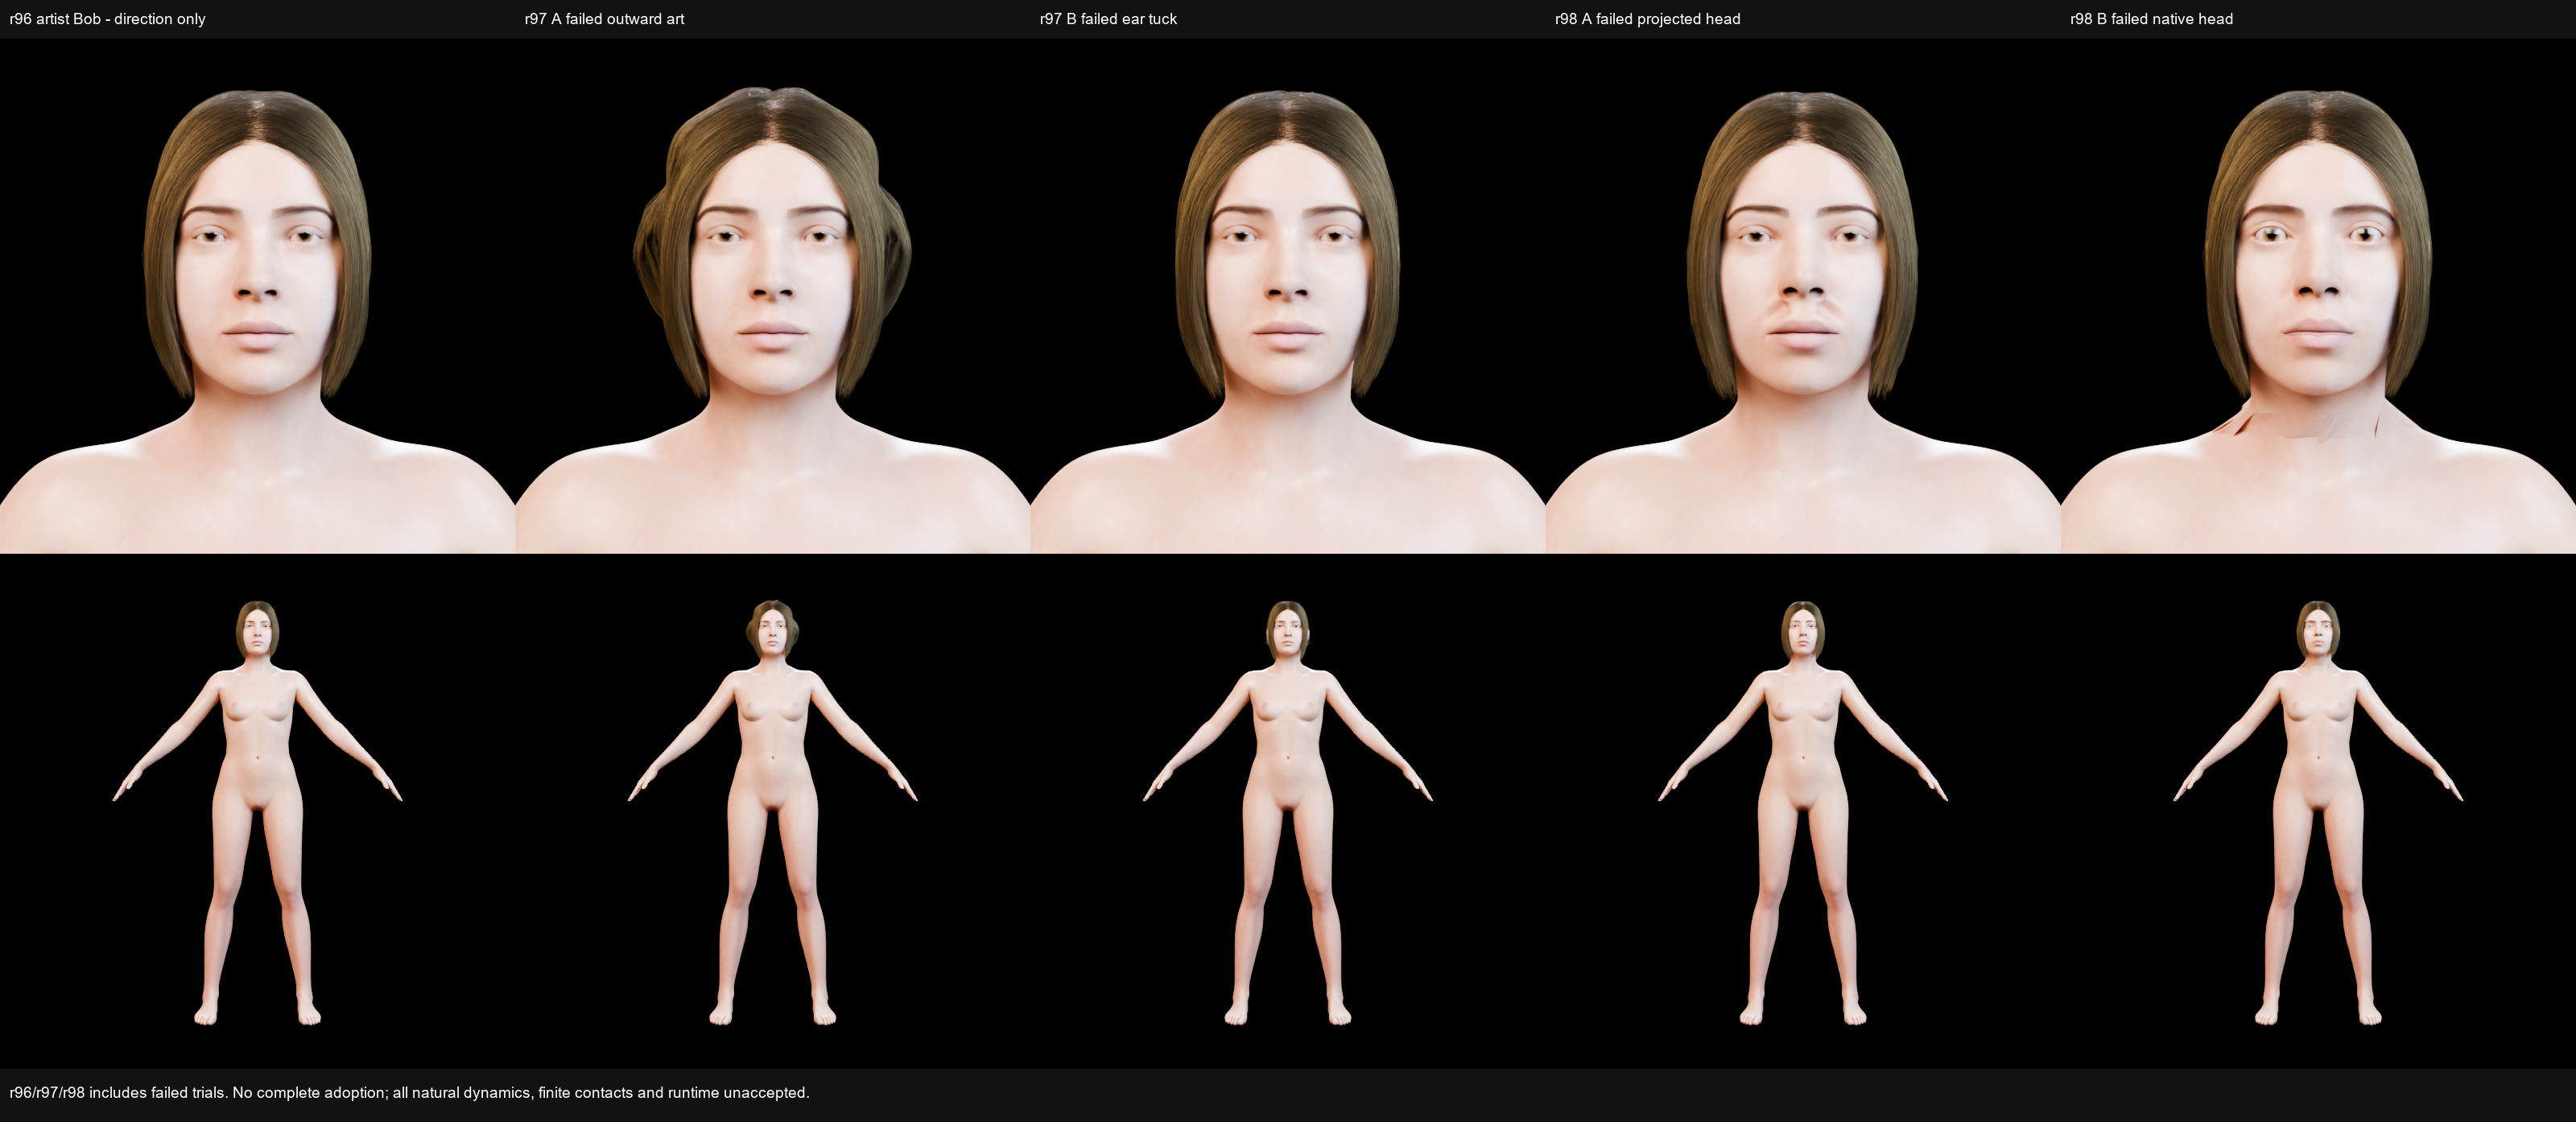 r96 artist Bob - direction only
r97 A failed outward art
r97 B failed ear tuck
r98 A failed projected head
r98 B failed native head
r96/r97/r98 includes failed trials. No complete adoption; all natural dynamics, finite contacts and runtime unaccepted.